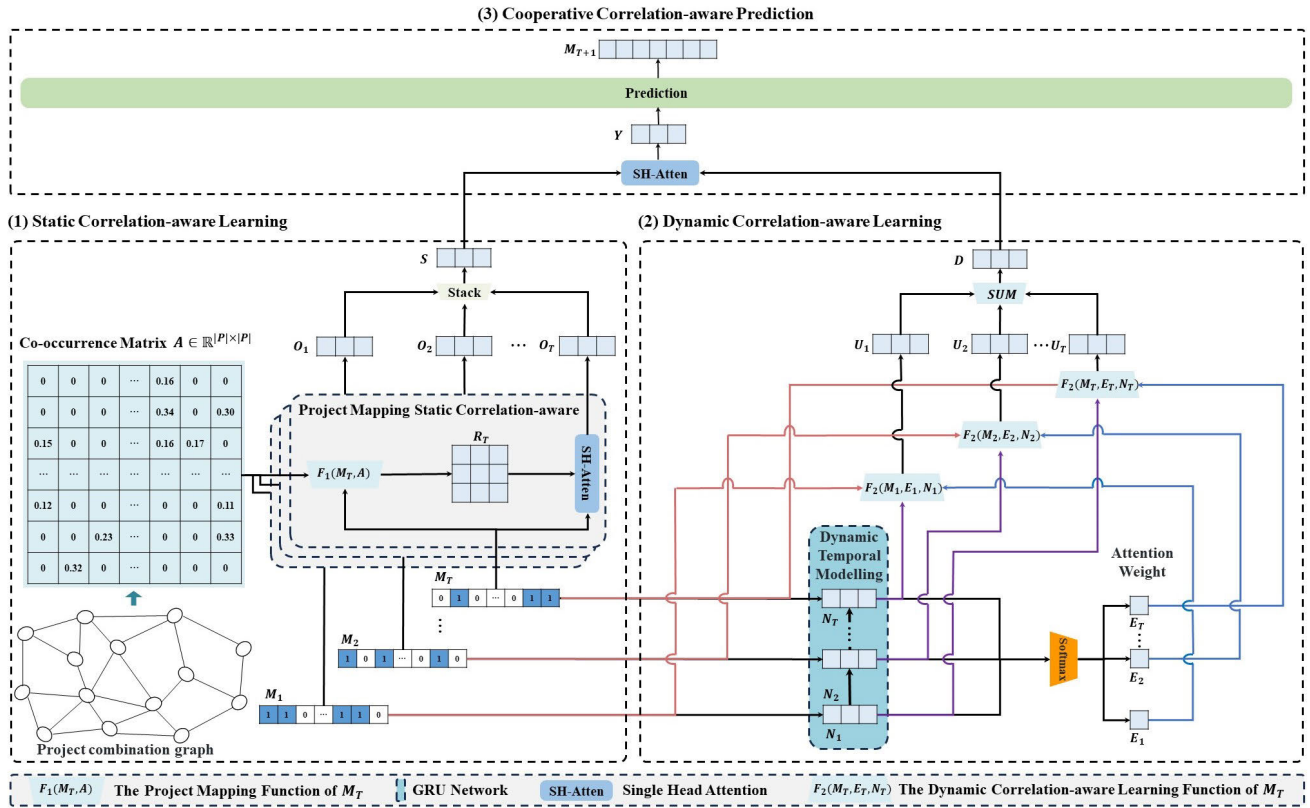 (3) Cooperative Correlation-aware Prediction
M_{T+1}
Prediction
Y
SH-Atten
(1) Static Correlation-aware Learning
S
Stack
O_1 O_2 ... O_T
Co-occurrence Matrix A ∈ ℝ^{|P|×|P|}
0 0 0 ... 0.16 0 0
0 0 0 ... 0.34 0 0.30
0.15 0 0 ... 0.16 0.17 0
... ... ... ... ... ... ...
0.12 0 0 ... 0 0 0.11
0 0 0.23 ... 0 0 0.33
0 0.32 0 ... 0 0 0
Project Mapping Static Correlation-aware
R_T
F_1(M_T,A)
SH-Atten
M_T
0 1 0 ... 0 1 1
⋮
M_2
1 0 1 ... 0 1 0
M_1
1 1 0 ... 1 1 0
Project combination graph
(2) Dynamic Correlation-aware Learning
D
SUM
U_1 U_2 ... U_T
F_2(M_T,E_T,N_T)
F_2(M_2,E_2,N_2)
F_2(M_1,E_1,N_1)
Dynamic
Temporal
Modelling
N_T
⋮
N_2
N_1
Softmax
Attention
Weight
E_T
⋮
E_2
E_1
F_1(M_T,A) The Project Mapping Function of M_T GRU Network SH-Atten Single Head Attention F_2(M_T,E_T,N_T) The Dynamic Correlation-aware Learning Function of M_T